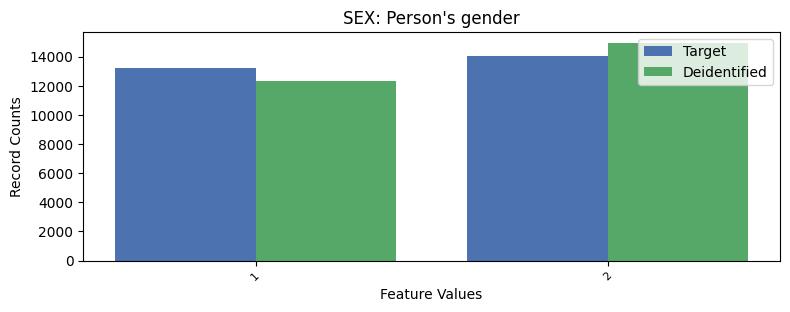 SEX: Person's gender
Target
Deidentified
14000
12000
10000
8000
6000
4000
2000
0
Record Counts
1
2
Feature Values